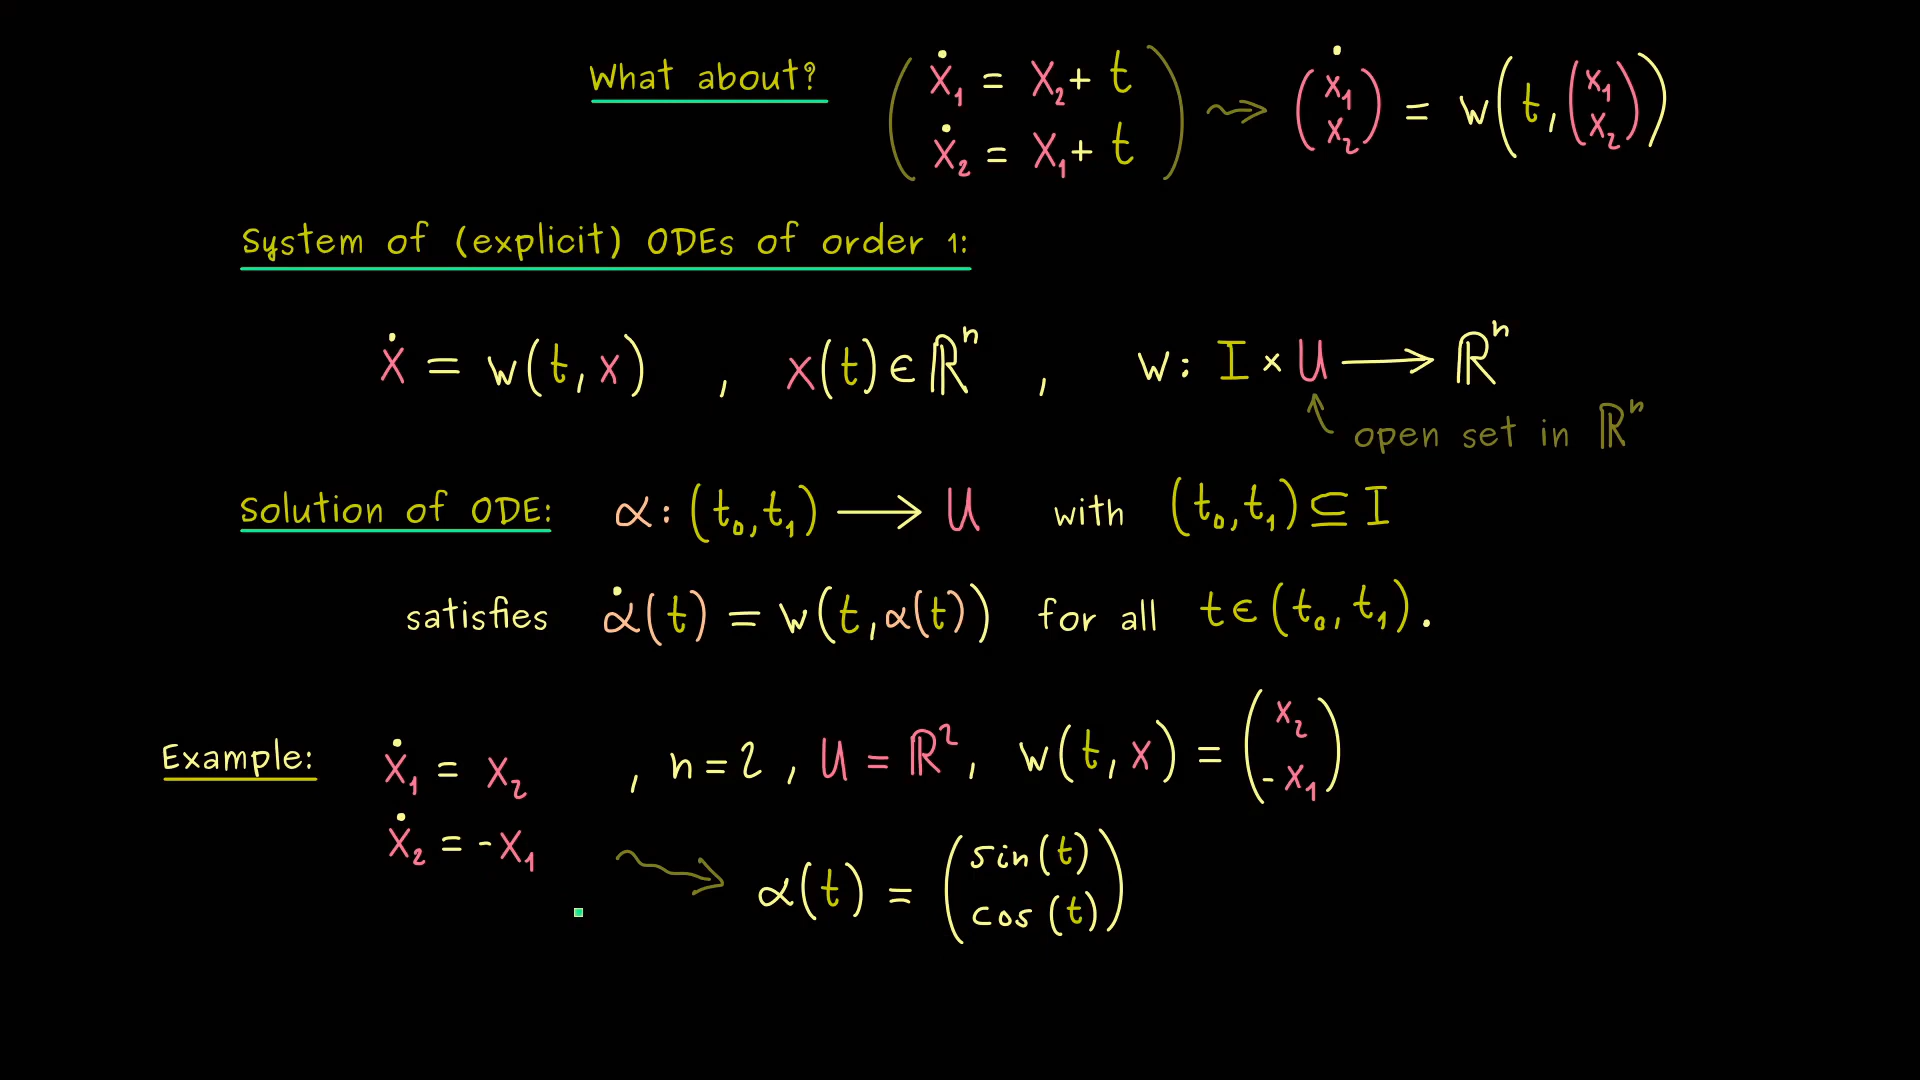 What about? ( ẋ₁ = x₂ + t
ẋ₂ = x₁ + t ) ⇝ (x₁ x₂)˙ = w(t, (x₁ x₂))
System of (explicit) ODEs of order 1:
ẋ = w(t, x) , x(t) ∈ ℝⁿ , w: I × U ⟶ ℝⁿ
open set in ℝⁿ
Solution of ODE: α: (t₀, t₁) ⟶ U with (t₀, t₁) ⊆ I
satisfies α̇(t) = w(t, α(t)) for all t ∈ (t₀, t₁).
Example: ẋ₁ = x₂ , n = 2 , U = ℝ², w(t, x) = (x₂ -x₁)
ẋ₂ = -x₁
α(t) = (sin(t) cos(t))